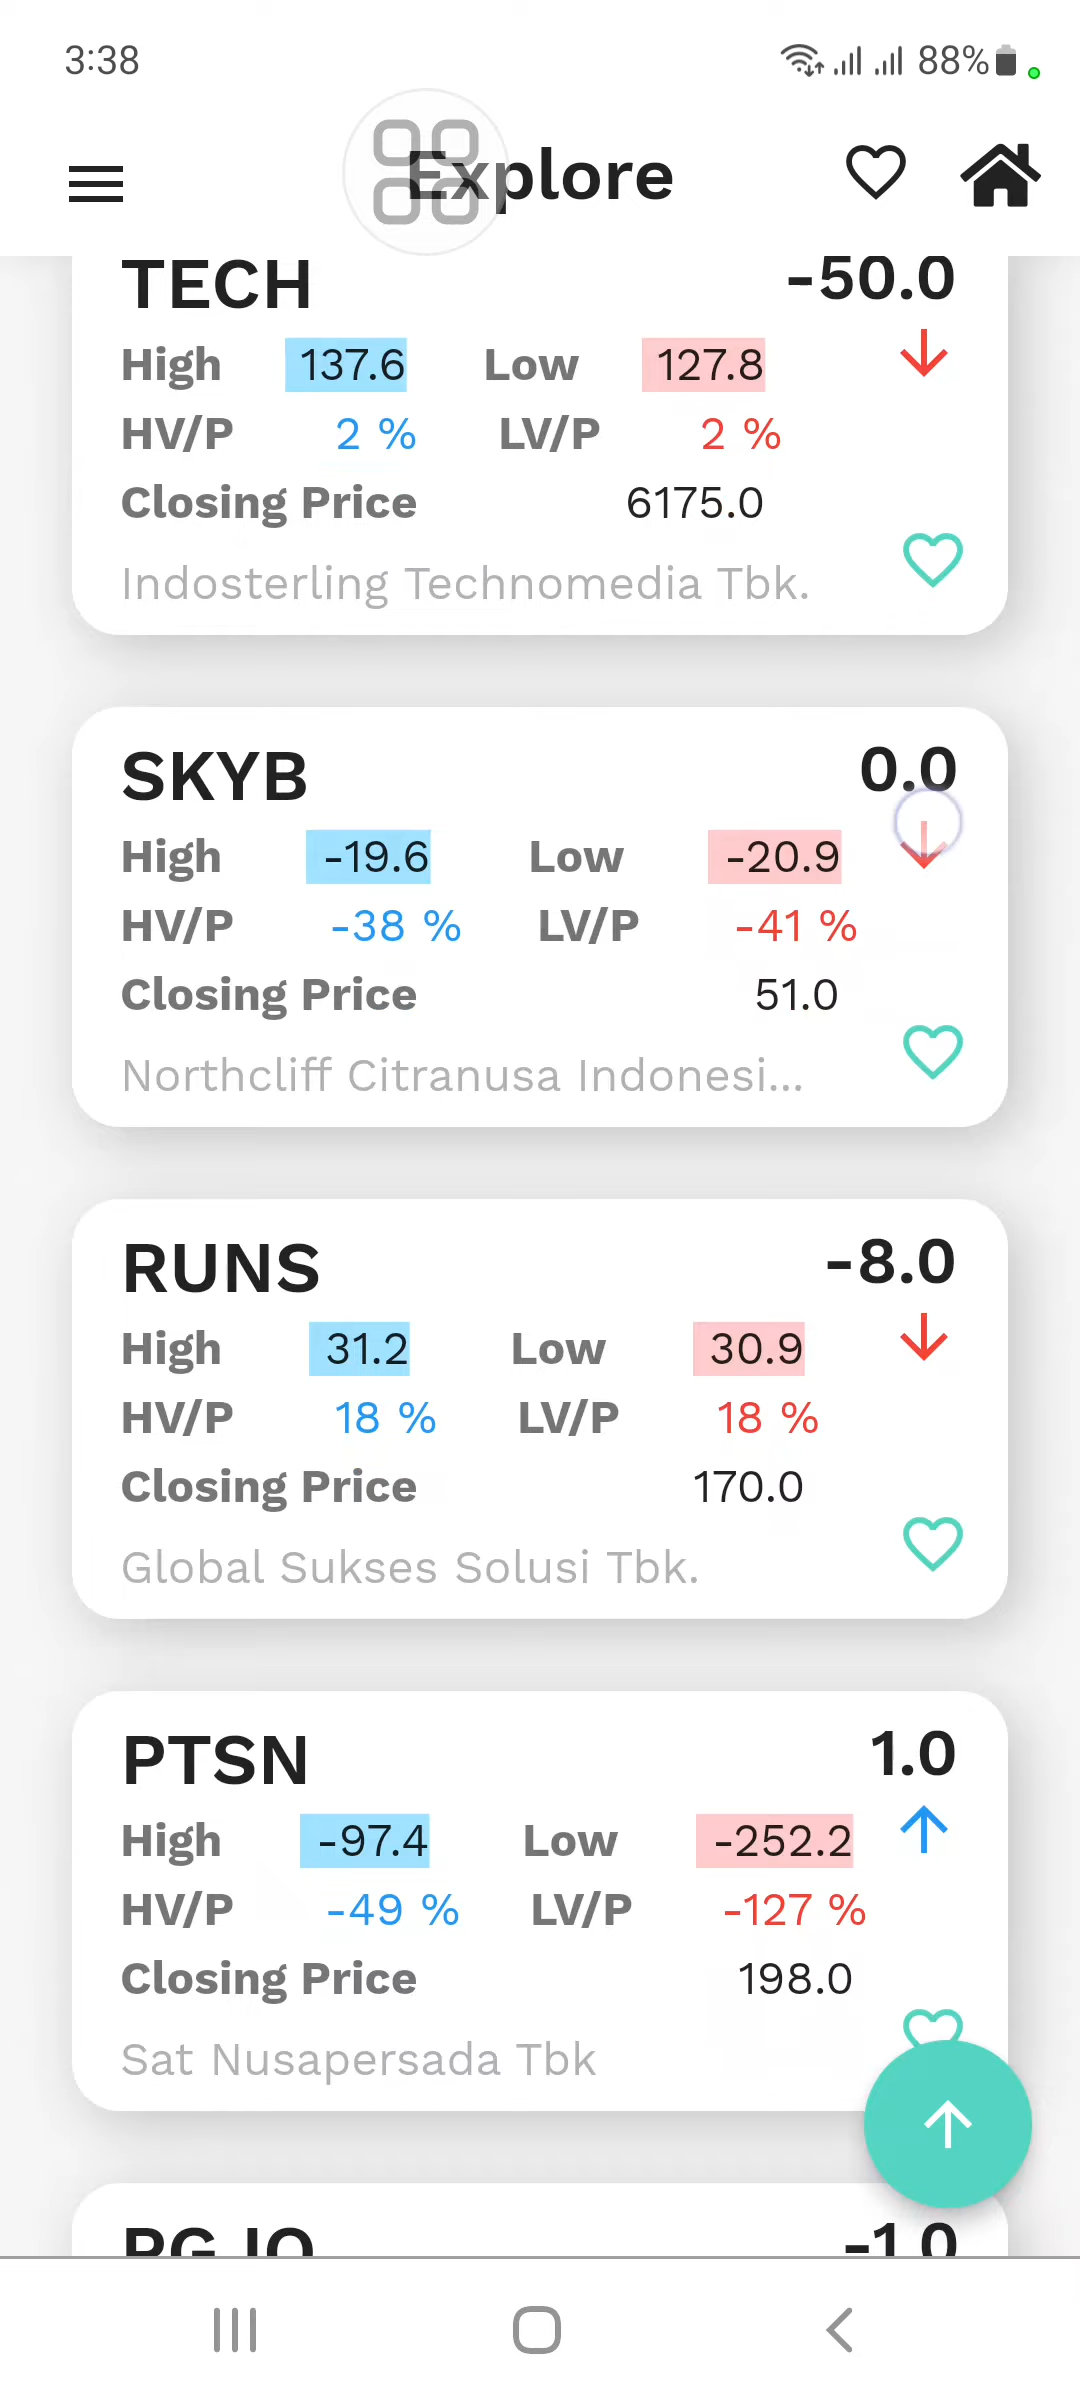 3:38 88%
Explore
TECH -50.0
High 137.6 Low 127.8
HV/P 2 % LV/P 2 %
Closing Price 6175.0
Indosterling Technomedia Tbk.
SKYB 0.0
High -19.6 Low -20.9
HV/P -38 % LV/P -41 %
Closing Price 51.0
Northcliff Citranusa Indonesi...
RUNS -8.0
High 31.2 Low 30.9
HV/P 18 % LV/P 18 %
Closing Price 170.0
Global Sukses Solusi Tbk.
PTSN 1.0
High -97.4 Low -252.2
HV/P -49 % LV/P -127 %
Closing Price 198.0
Sat Nusapersada Tbk
-1.0